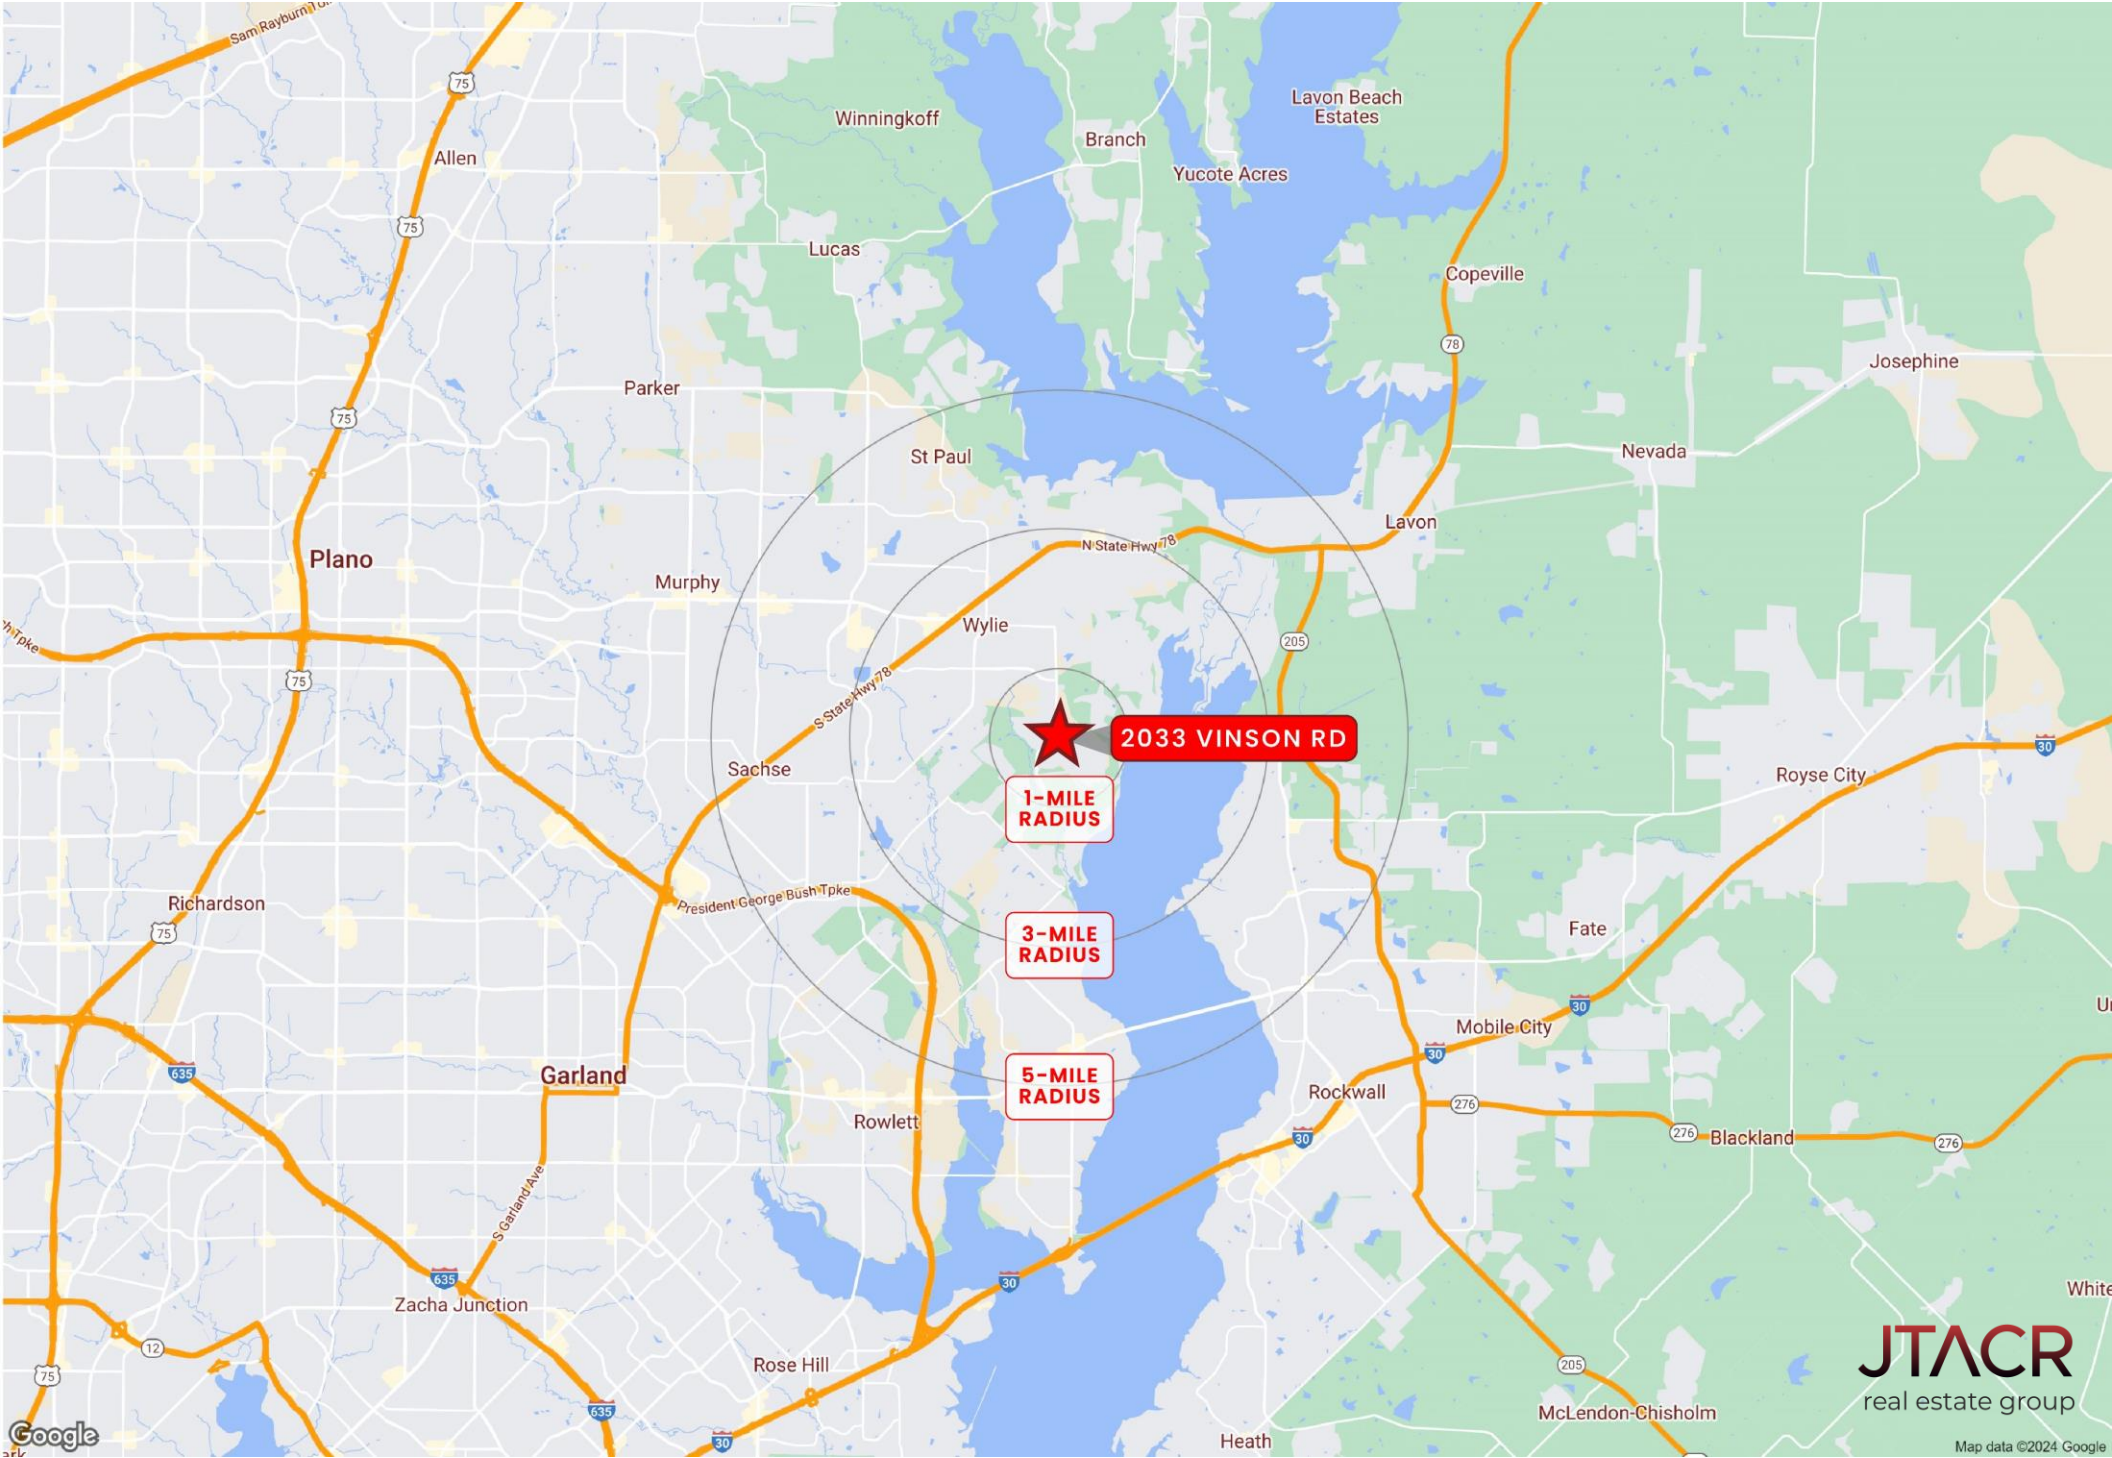 Sam Rayburn
75
Allen
75
Winningkoff
Branch
Lavon Beach
Estates
Yucote Acres
Lucas
Copeville
78
Josephine
Parker
75
St Paul
Nevada
Lavon
N State Hwy 78
Plano
Murphy
Wylie
205
Tpke
75
S State Hwy 78
2033 VINSON RD
30
Sachse
Royse City
1-MILE
RADIUS
President George Bush Tpke
Richardson
75
Fate
3-MILE
RADIUS
30
Mobile City
30
635
Garland
5-MILE
RADIUS
Rockwall
276
Rowlett
30
276
Blackland
276
S Garland Ave
635
30
Zacha Junction
White
12
Rose Hill
205
75
JTACR
real estate group
635
McLendon-Chisholm
Google
30
Heath
Map data ©2024 Google